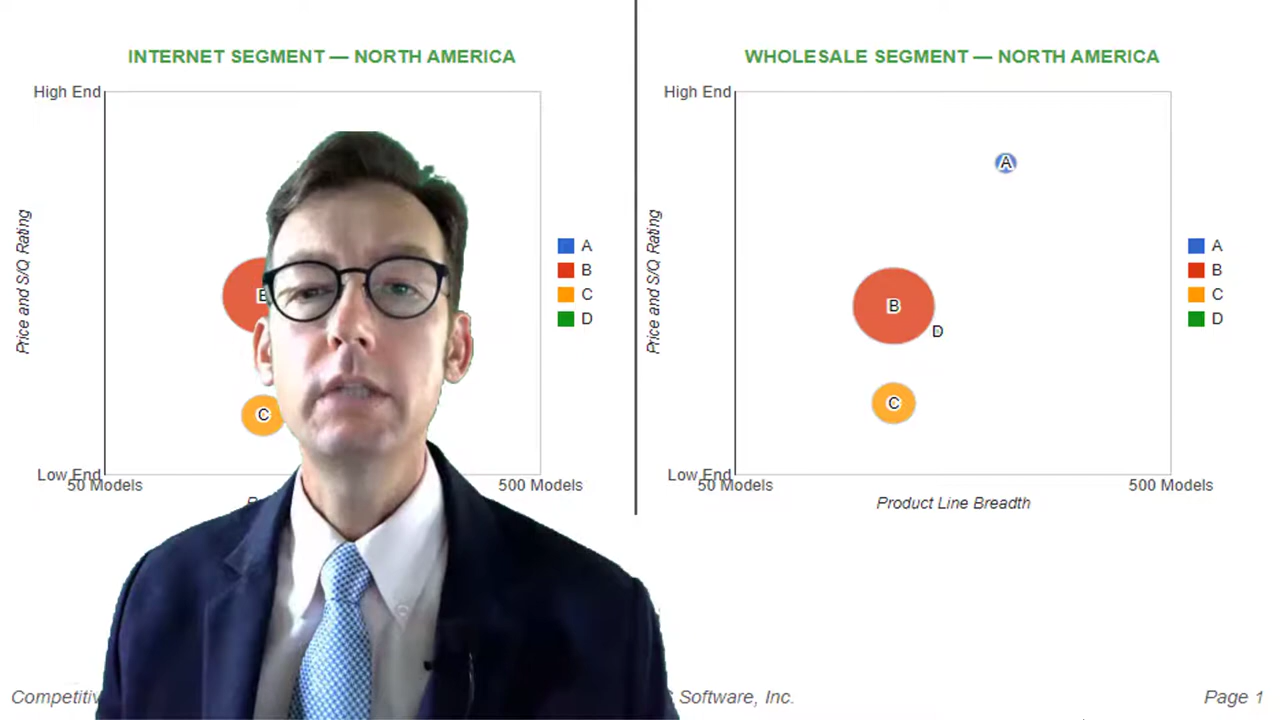 INTERNET SEGMENT — NORTH AMERICA
High End
Price and S/Q Rating
C
A
B
C
D
Low End
50 Models
500 Models
WHOLESALE SEGMENT — NORTH AMERICA
High End
Price and S/Q Rating
A
B
D
C
A
B
C
D
Low End
50 Models
500 Models
Product Line Breadth
Software, Inc.
Page 1